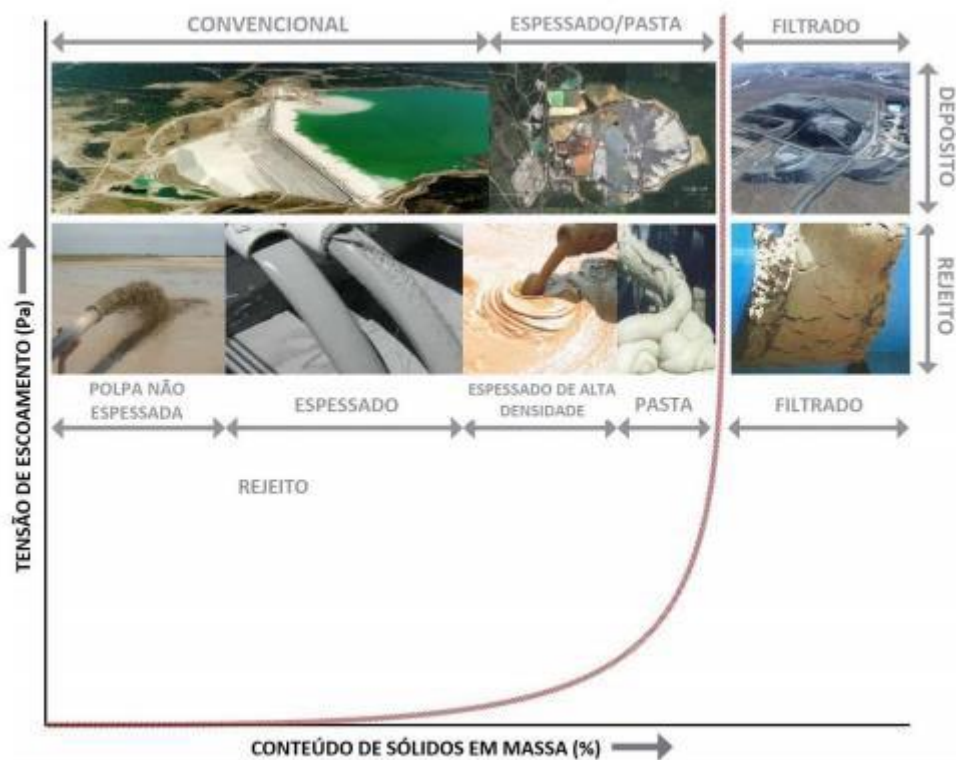 CONVENCIONAL
ESPESSADO/PASTA
FILTRADO
DEPOSITO
REJEITO
POLPA NÃO
ESPESSADA
ESPESSADO
ESPESSADO DE ALTA
DENSIDADE
PASTA
FILTRADO
REJEITO
TENSÃO DE ESCOAMENTO (Pa)
CONTEÚDO DE SÓLIDOS EM MASSA (%)